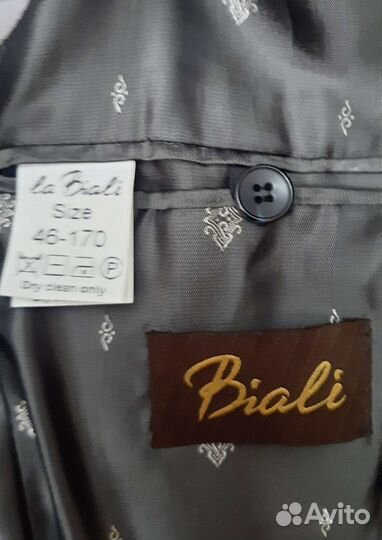 la Biali
Size
46-170
P
Dry clean only
Biali
Avito